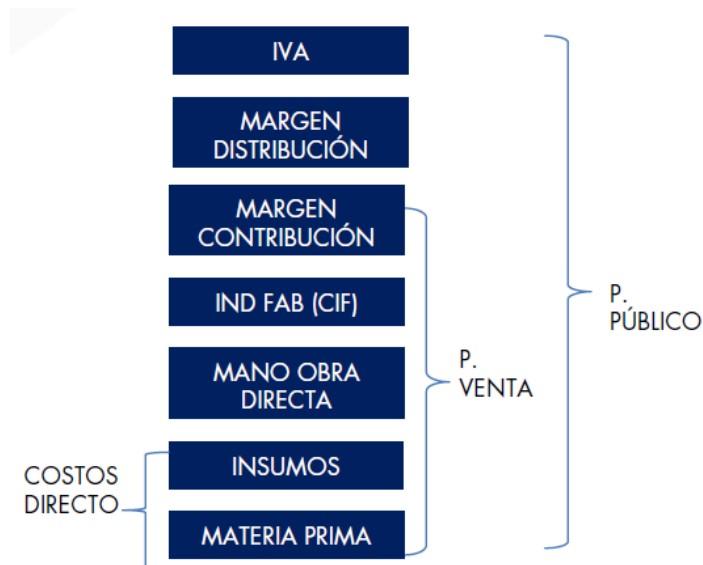 IVA
MARGEN
DISTRIBUCIÓN
MARGEN
CONTRIBUCIÓN
IND FAB (CIF)
MANO OBRA
DIRECTA
INSUMOS
MATERIA PRIMA
COSTOS
DIRECTO
P.
VENTA
P.
PÚBLICO